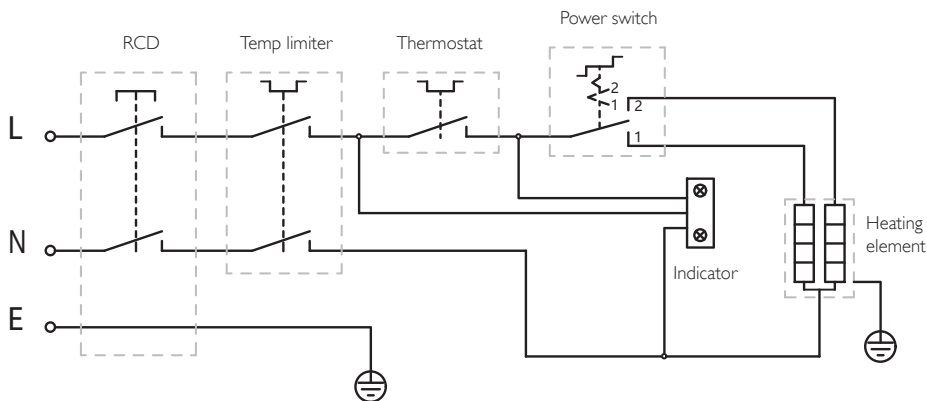 Power switch
RCD
Temp limiter
Thermostat
2
1
2
L
1
Heating
element
N
Indicator
E